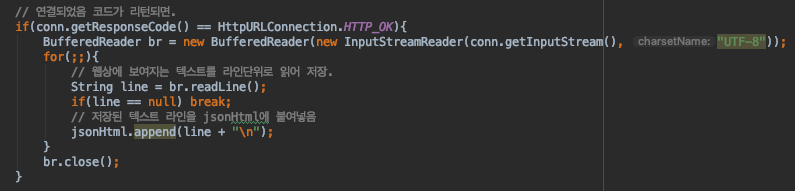 // 연결되었음 코드가 리턴되면.
if(conn.getResponseCode() == HttpURLConnection.HTTP_OK){
BufferedReader br = new BufferedReader(new InputStreamReader(conn.getInputStream(), charsetName: "UTF-8"));
for(;;){
// 웹상에 보여지는 텍스트를 라인단위로 읽어 저장.
String line = br.readLine();
if(line == null) break;
// 저장된 텍스트 라인을 jsonHtml에 붙여넣음
jsonHtml.append(line + "\n");
}
br.close();
}